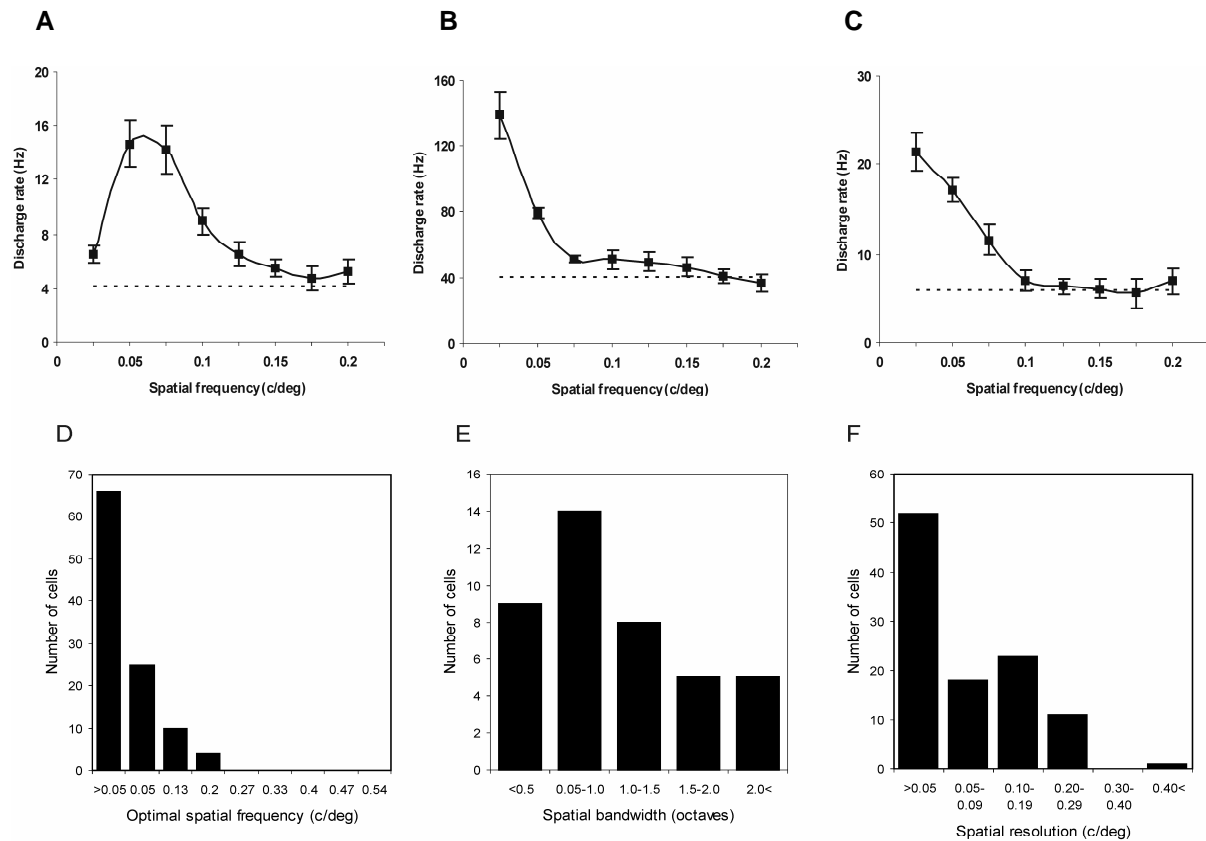 A
B
C
20
16
12
8
4
0
Discharge rate (Hz)
0
0.05
0.1
0.15
0.2
Spatial frequency (c/deg)
160
120
80
40
0
Discharge rate (Hz)
0
0.05
0.1
0.15
0.2
Spatial frequency (c/deg)
30
20
10
0
Discharge rate (Hz)
0
0.05
0.1
0.15
0.2
Spatial frequency (c/deg)
D
E
F
70
60
50
40
30
20
10
0
Number of cells
>0.05 0.05 0.13 0.2 0.27 0.33 0.4 0.47 0.54
Optimal spatial frequency (c/deg)
16
14
12
10
8
6
4
2
0
Number of cells
<0.5 0.05-1.0 1.0-1.5 1.5-2.0 2.0<
Spatial bandwidth (octaves)
60
50
40
30
20
10
0
Number of cells
>0.05 0.05- 0.10- 0.20- 0.30- 0.40<
0.09 0.19 0.29 0.40
Spatial resolution (c/deg)